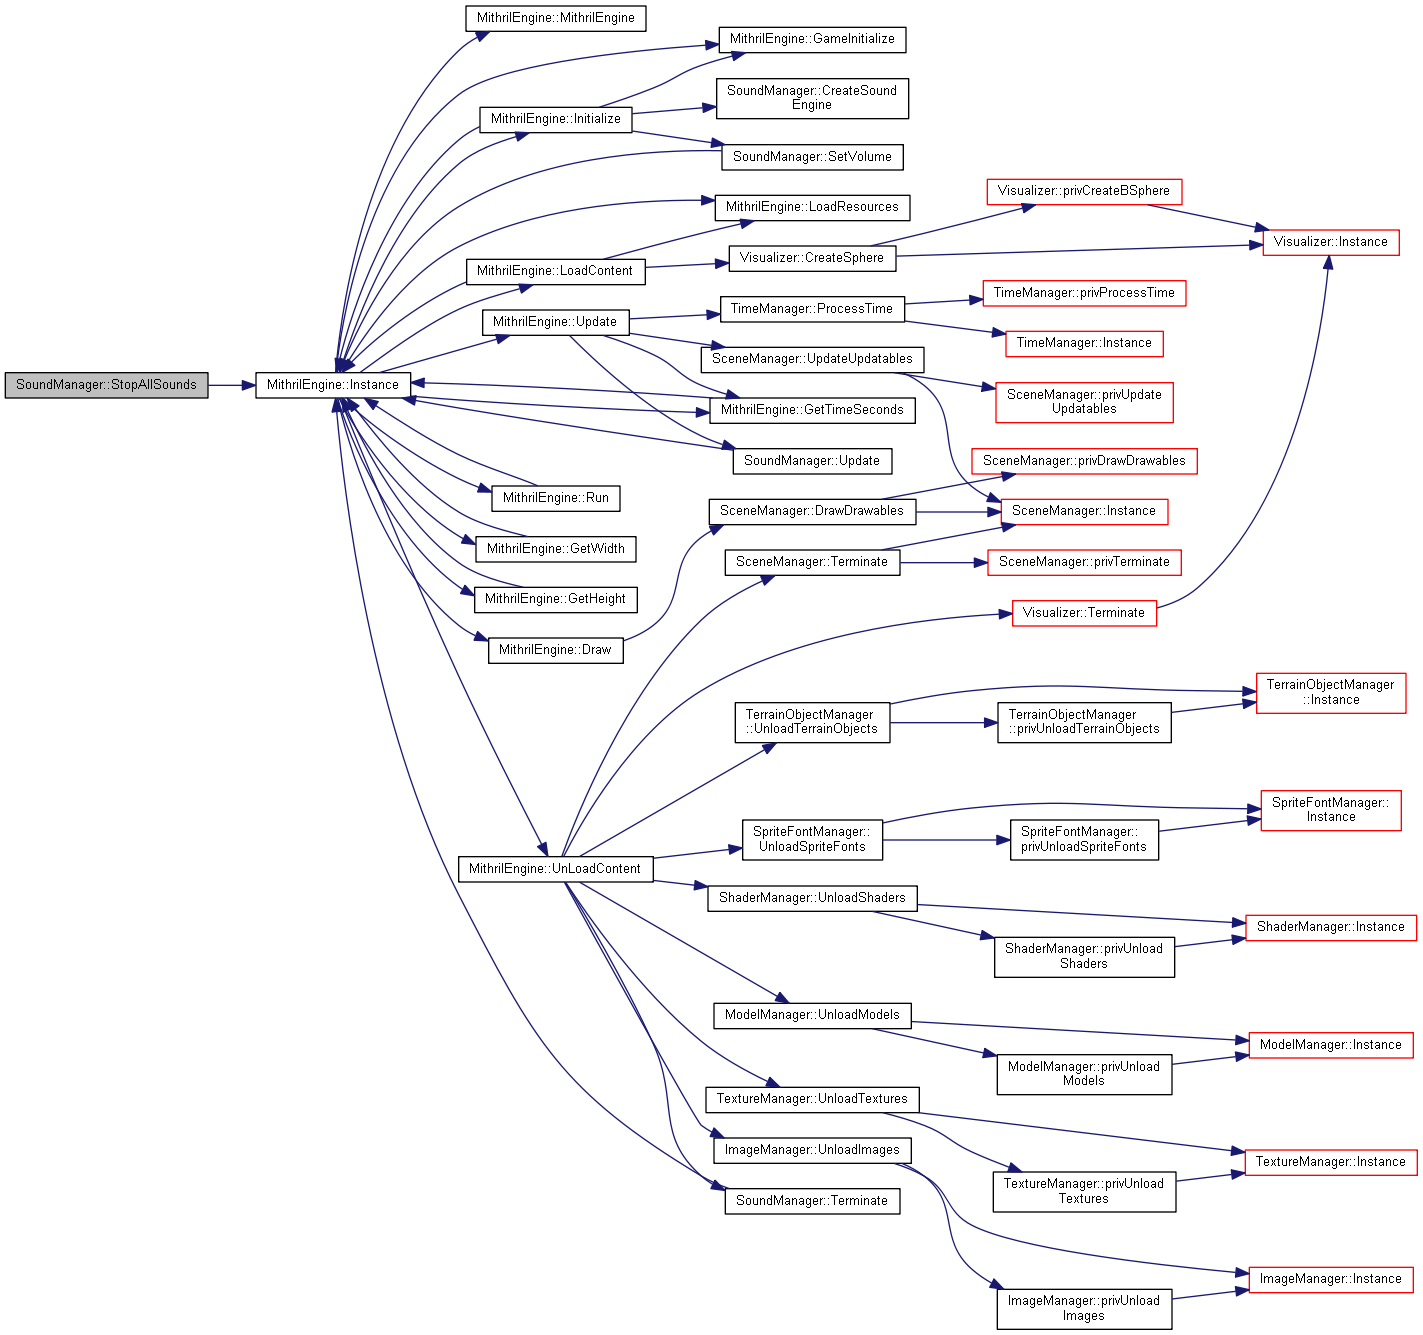 MithrilEngine::MithrilEngine
MithrilEngine::GameInitialize
SoundManager::CreateSound
Engine
MithrilEngine::Initialize
SoundManager::SetVolume
Visualizer::privCreateBSphere
MithrilEngine::LoadResources
Visualizer::Instance
Visualizer::CreateSphere
MithrilEngine::LoadContent
TimeManager::privProcessTime
TimeManager::ProcessTime
MithrilEngine::Update
TimeManager::Instance
SceneManager::UpdateUpdatables
SoundManager::StopAllSounds
MithrilEngine::Instance
SceneManager::privUpdate
Updatables
MithrilEngine::GetTimeSeconds
SoundManager::Update
SceneManager::privDrawDrawables
MithrilEngine::Run
SceneManager::DrawDrawables
SceneManager::Instance
MithrilEngine::GetWidth
SceneManager::Terminate
SceneManager::privTerminate
MithrilEngine::GetHeight
Visualizer::Terminate
MithrilEngine::Draw
TerrainObjectManager
::Instance
TerrainObjectManager
::UnloadTerrainObjects
TerrainObjectManager
::privUnloadTerrainObjects
SpriteFontManager::
Instance
SpriteFontManager::
UnloadSpriteFonts
SpriteFontManager::
privUnloadSpriteFonts
MithrilEngine::UnLoadContent
ShaderManager::UnloadShaders
ShaderManager::Instance
ShaderManager::privUnload
Shaders
ModelManager::UnloadModels
ModelManager::Instance
ModelManager::privUnload
Models
TextureManager::UnloadTextures
ImageManager::UnloadImages
TextureManager::Instance
TextureManager::privUnload
Textures
SoundManager::Terminate
ImageManager::Instance
ImageManager::privUnload
Images